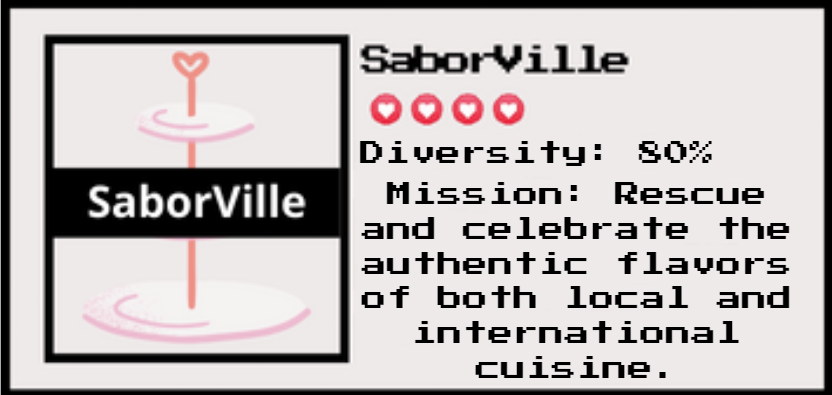 SaborVille
SaborVille
Diversity: 80%
Mission: Rescue
and celebrate the
authentic flavors
of both local and
international
cuisine.